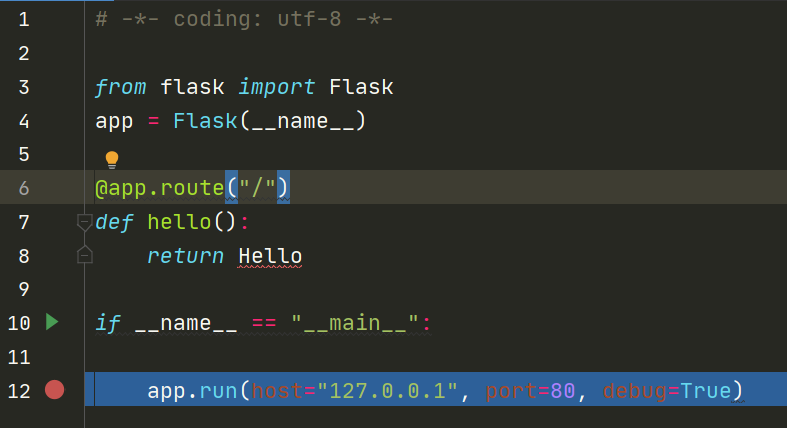 1 # -*- coding: utf-8 -*-
2
3 from flask import Flask
4 app = Flask(__name__)
5
6 @app.route("/")
7 def hello():
8 return Hello
9
10 if __name__ == "__main__":
11
12 app.run(host="127.0.0.1", port=80, debug=True)